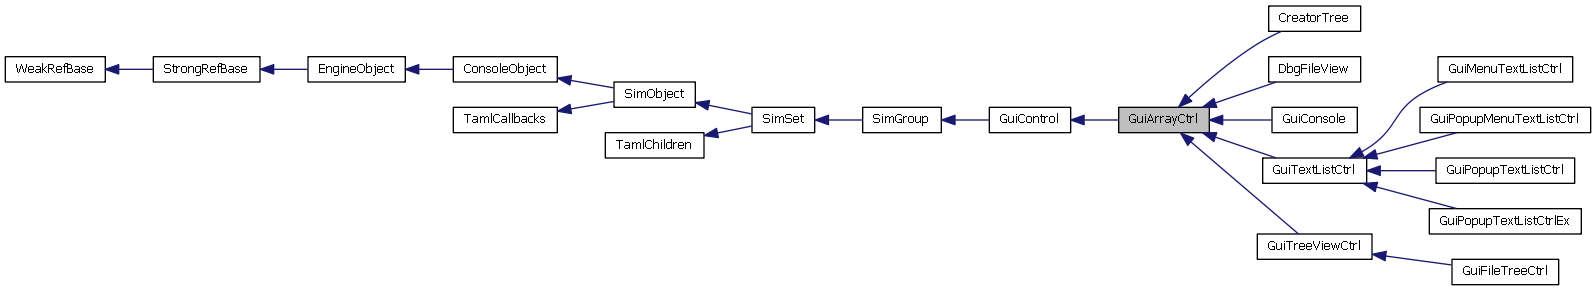 CreatorTree
WeakRefBase
StrongRefBase
EngineObject
ConsoleObject
DbgFileView
GuiMenuTextListCtrl
SimObject
TamlCallbacks
SimSet
SimGroup
GuiControl
GuiArrayCtrl
GuiConsole
GuiPopupMenuTextListCtrl
TamlChildren
GuiTextListCtrl
GuiPopupTextListCtrl
GuiPopupTextListCtrlEx
GuiTreeViewCtrl
GuiFileTreeCtrl